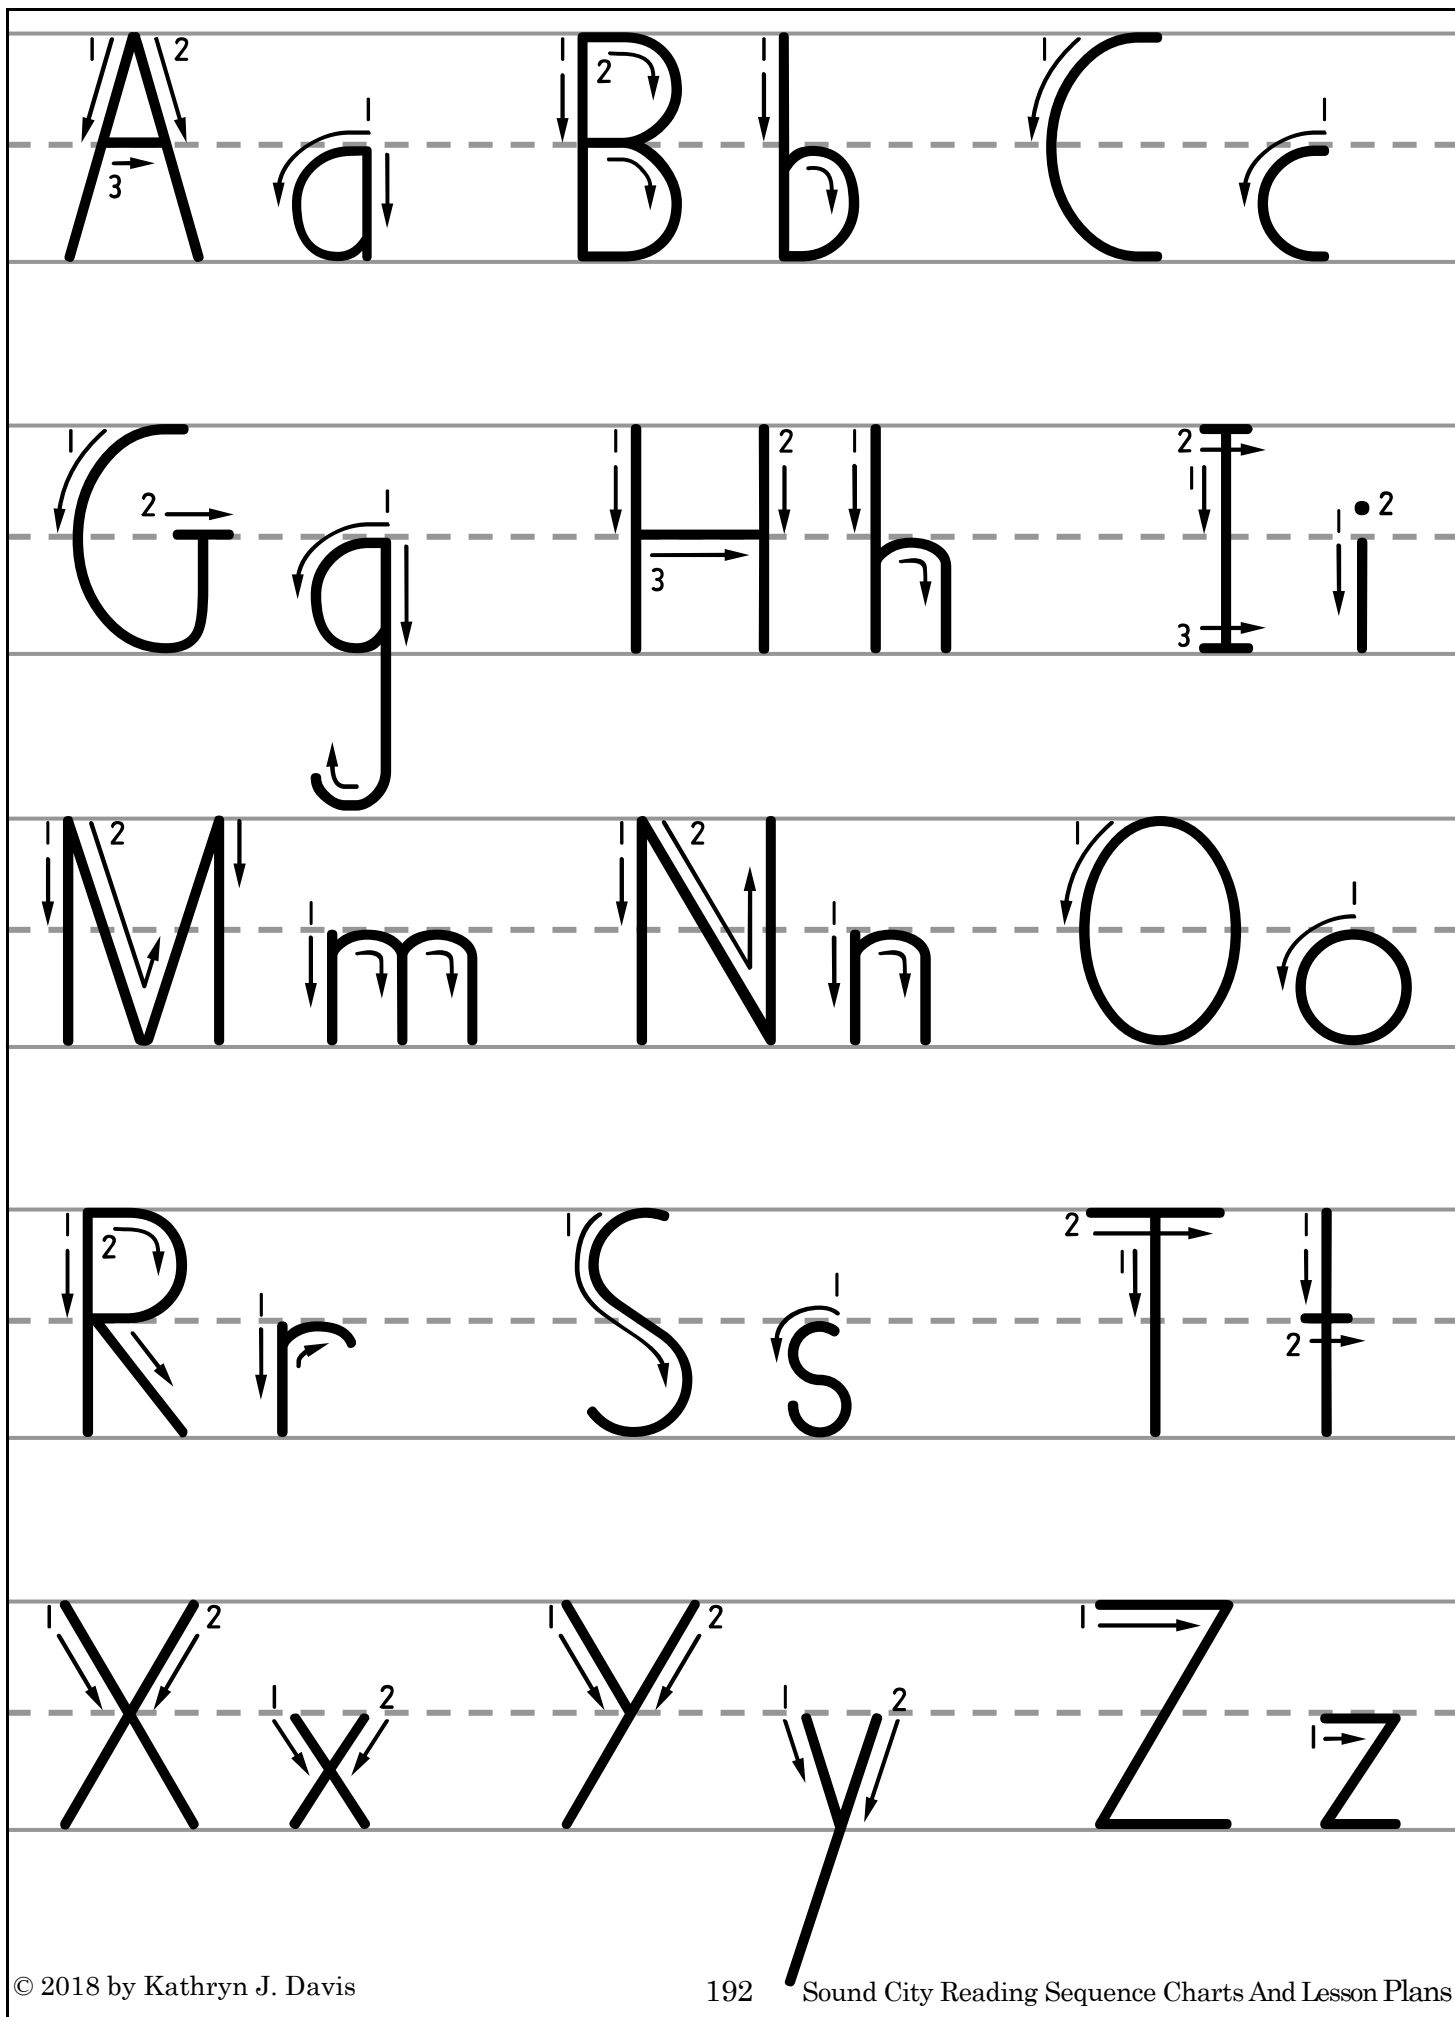 A a B b C c
G g H h I i
M m N n O o
R r S s T t
X x Y y Z z
© 2018 by Kathryn J. Davis 192 Sound City Reading Sequence Charts And Lesson Plans